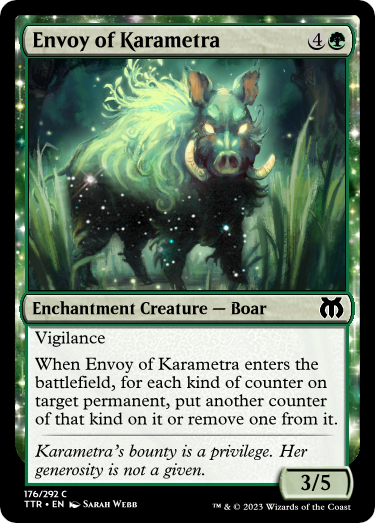 Envoy of Karametra 4
Enchantment Creature — Boar
Vigilance
When Envoy of Karametra enters the
battlefield, for each kind of counter on
target permanent, put another counter
of that kind on it or remove one from it.
Karametra's bounty is a privilege. Her
generosity is not a given.
3/5
176/292 C
TTR • EN Sarah Webb
™ & © 2023 Wizards of the Coast